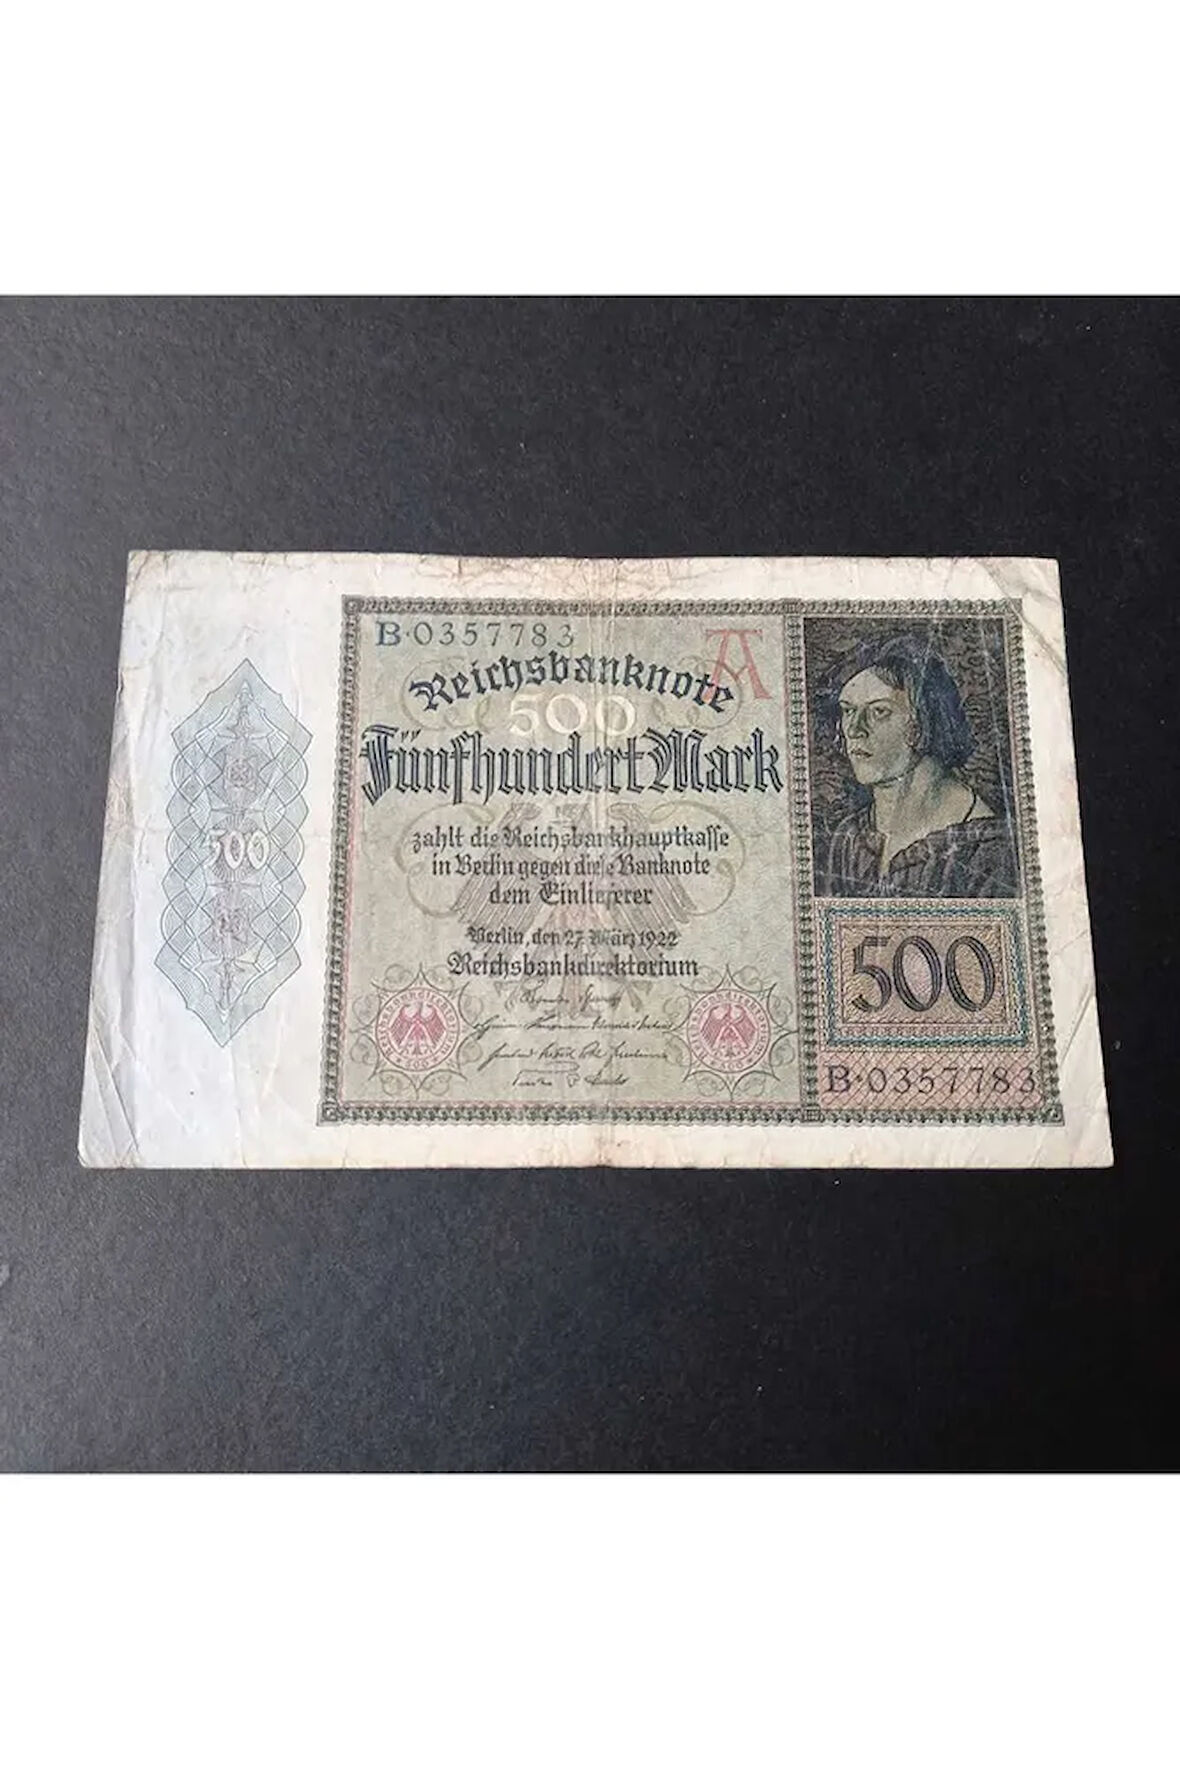 B·0357783
A
Reichsbanknote
500
Fünfhundert Mark
zahlt die Reichsbankhauptkasse
in Berlin gegen diese Banknote
dem Einlieferer
Berlin, den 27. März 1922
Reichsbankdirektorium
500
500
B·0357783